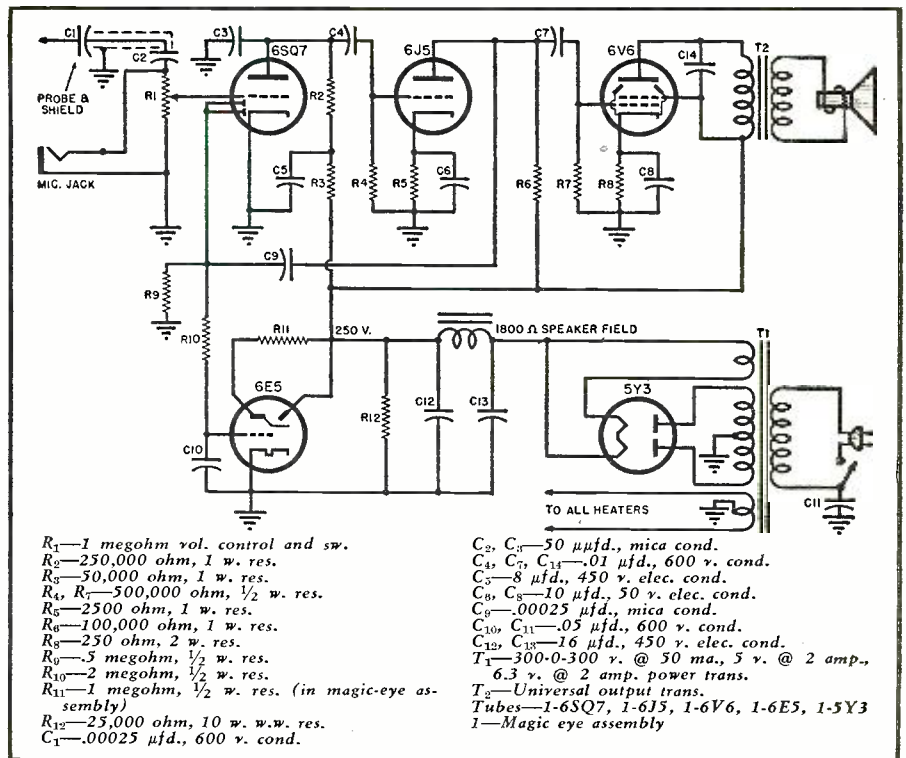 C1
C2
C3
6SQ7
C4
6J5
C7
6V6
C14
T2
PROBE &
SHIELD
R1
R2
MIC. JACK
C5
R3
R4
R5
C6
R6
R7
R8
C8
C9
R9
R10
R11
250 V.
1800 Ω SPEAKER FIELD
T1
6E5
5Y3
R12
C12
C13
C10
C11
TO ALL HEATERS
R₁—1 megohm vol. control and sw.
R₂—250,000 ohm, 1 w. res.
R₃—50,000 ohm, 1 w. res.
R₄, R₇—500,000 ohm, ½ w. res.
R₅—2500 ohm, 1 w. res.
R₆—100,000 ohm, 1 w. res.
R₈—250 ohm, 2 w. res.
R₉—.5 megohm, ½ w. res.
R₁₀—2 megohm, ½ w. res.
R₁₁—1 megohm, ½ w. res. (in magic-eye as-
sembly)
R₁₂—25,000 ohm, 10 w. w.w. res.
C₁—.00025 μfd., 600 v. cond.
C₂, C₃—50 μμfd., mica cond.
C₄, C₇, C₁₄—.01 μfd., 600 v. cond.
C₅—8 μfd., 450 v. elec. cond.
C₆, C₈—10 μfd., 50 v. elec. cond.
C₉—.00025 μfd., mica cond.
C₁₀, C₁₁—.05 μfd., 600 v. cond.
C₁₂, C₁₃—16 μfd., 450 v. elec. cond.
T₁—300-0-300 v. @ 50 ma., 5 v. @ 2 amp.,
6.3 v. @ 2 amp. power trans.
T₂—Universal output trans.
Tubes—1-6SQ7, 1-6J5, 1-6V6, 1-6E5, 1-5Y3
1—Magic eye assembly